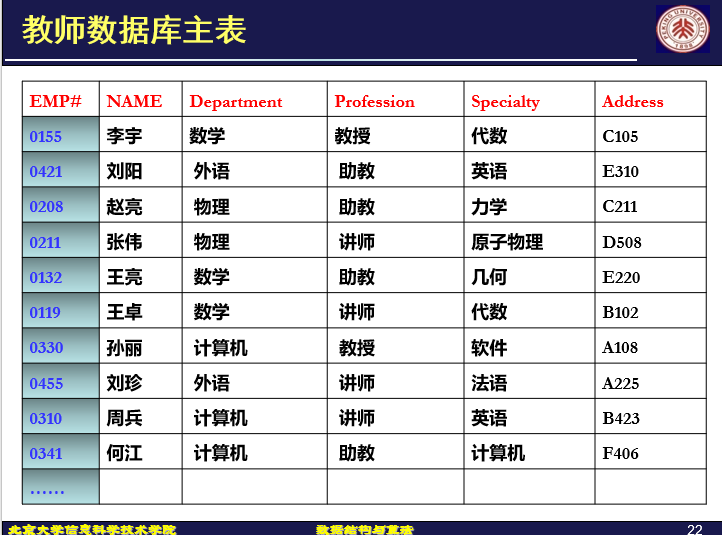 教师数据库主表
EMP# NAME Department Profession Specialty Address
0155 李宇 数学 教授 代数 C105
0421 刘阳 外语 助教 英语 E310
0208 赵亮 物理 助教 力学 C211
0211 张伟 物理 讲师 原子物理 D508
0132 王亮 数学 助教 几何 E220
0119 王卓 数学 讲师 代数 B102
0330 孙丽 计算机 教授 软件 A108
0455 刘珍 外语 讲师 法语 A225
0310 周兵 计算机 讲师 英语 B423
0341 何江 计算机 助教 计算机 F406
……
北京大学信息科学技术学院 数据结构与算法 22
PEKING UNIVERSITY
1898